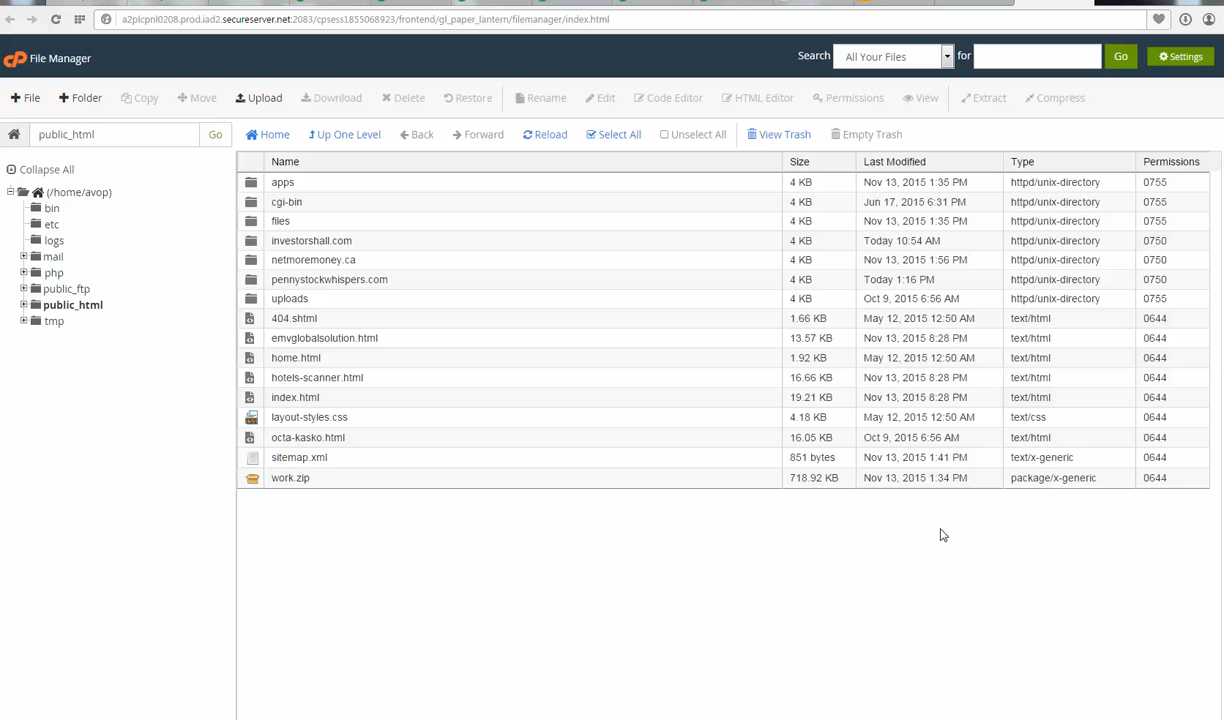 a2plcpnl0208.prod.iad2.secureserver.net:2083/cpsess1855068923/frontend/gl_paper_lantern/filemanager/index.html
cP File Manager Search All Your Files for Go Settings
File Folder Copy Move Upload Download Delete Restore Rename Edit Code Editor HTML Editor Permissions View Extract Compress
public_html Go Home Up One Level Back Forward Reload Select All Unselect All View Trash Empty Trash
Collapse All
(/home/avop)
bin
etc
logs
mail
php
public_ftp
public_html
tmp
Name Size Last Modified Type Permissions
apps 4 KB Nov 13, 2015 1:35 PM httpd/unix-directory 0755
cgi-bin 4 KB Jun 17, 2015 6:31 PM httpd/unix-directory 0755
files 4 KB Nov 13, 2015 1:35 PM httpd/unix-directory 0755
investorshall.com 4 KB Today 10:54 AM httpd/unix-directory 0750
netmoremoney.ca 4 KB Nov 13, 2015 1:56 PM httpd/unix-directory 0750
pennystockwhispers.com 4 KB Today 1:16 PM httpd/unix-directory 0750
uploads 4 KB Oct 9, 2015 6:56 AM httpd/unix-directory 0755
404.shtml 1.66 KB May 12, 2015 12:50 AM text/html 0644
emvglobalsolution.html 13.57 KB Nov 13, 2015 8:28 PM text/html 0644
home.html 1.92 KB May 12, 2015 12:50 AM text/html 0644
hotels-scanner.html 16.66 KB Nov 13, 2015 8:28 PM text/html 0644
index.html 19.21 KB Nov 13, 2015 8:28 PM text/html 0644
layout-styles.css 4.18 KB May 12, 2015 12:50 AM text/css 0644
octa-kasko.html 16.05 KB Oct 9, 2015 6:56 AM text/html 0644
sitemap.xml 851 bytes Nov 13, 2015 1:41 PM text/x-generic 0644
work.zip 718.92 KB Nov 13, 2015 1:34 PM package/x-generic 0644